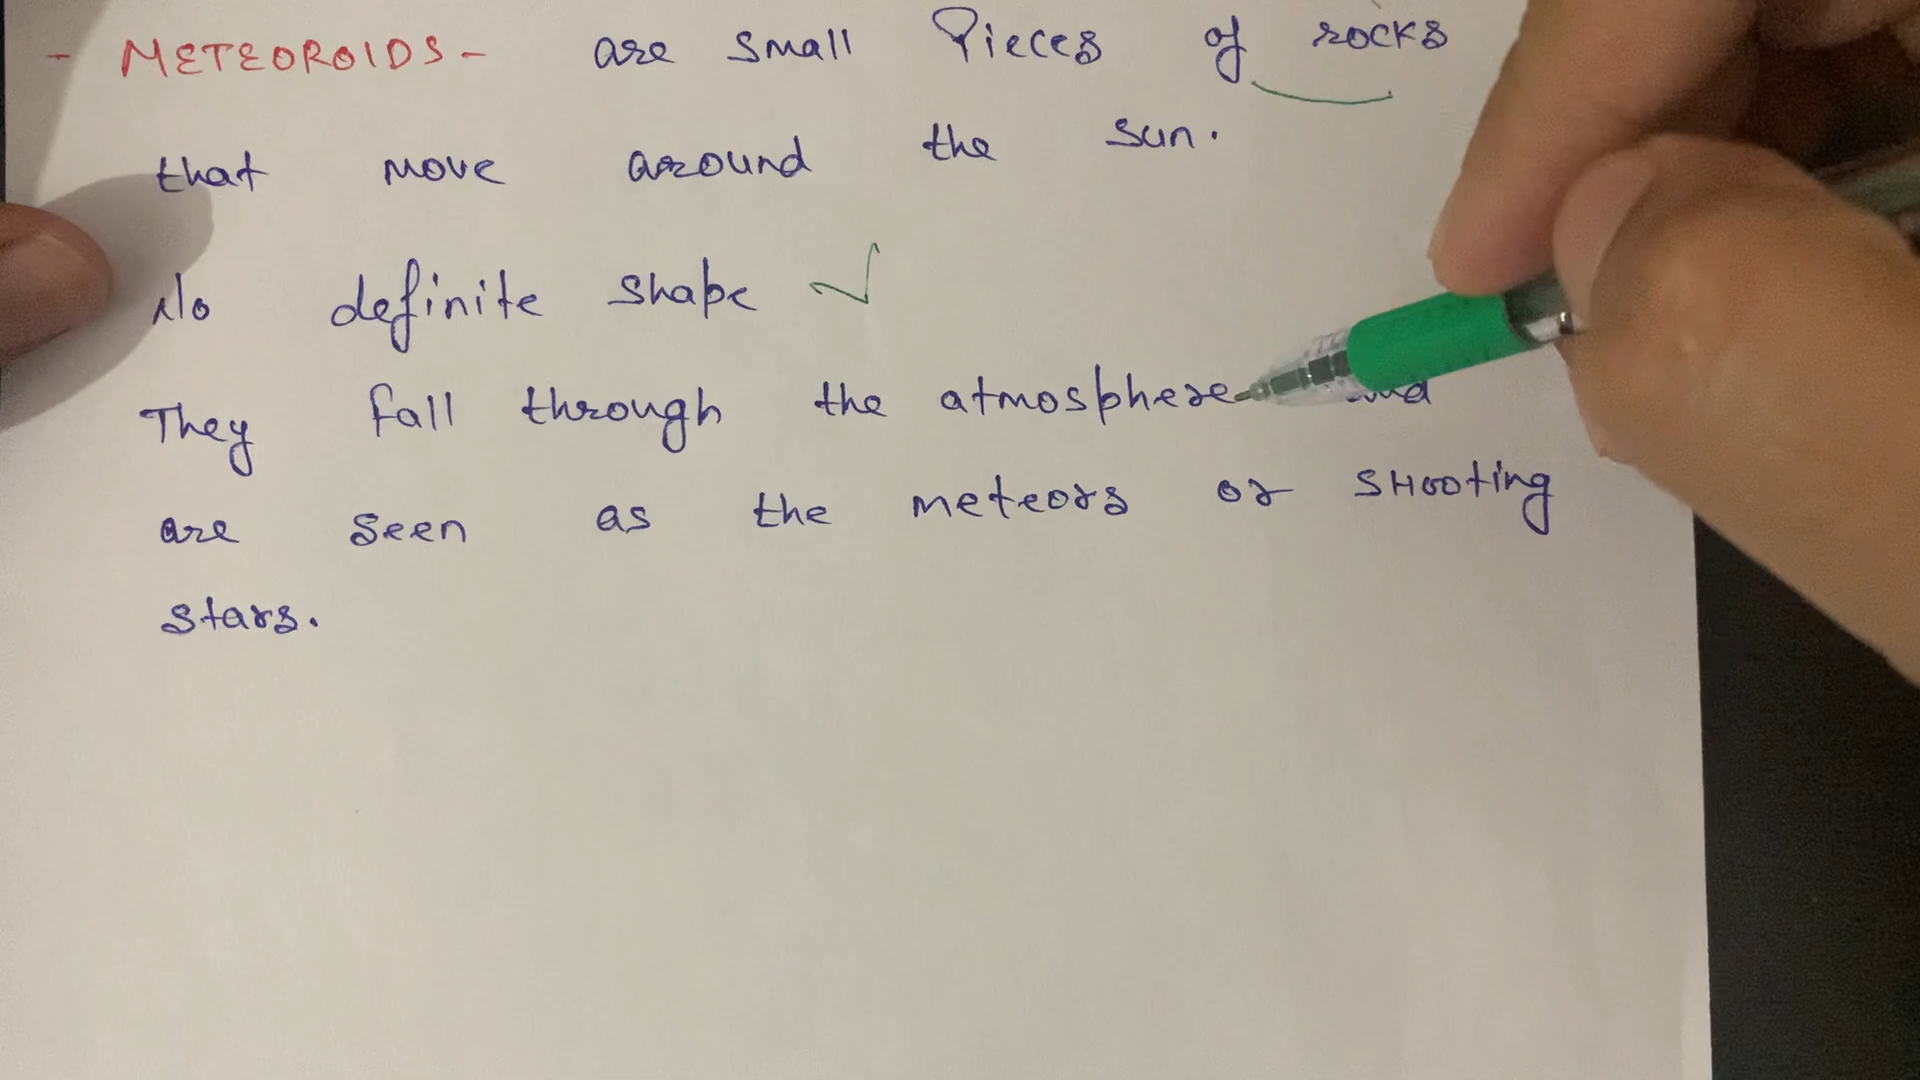 - METEOROIDS - are small Pieces of rocks
that move around the sun.
No definite shape ✓
They fall through the atmosphere and
are seen as the meteors or shooting
stars.